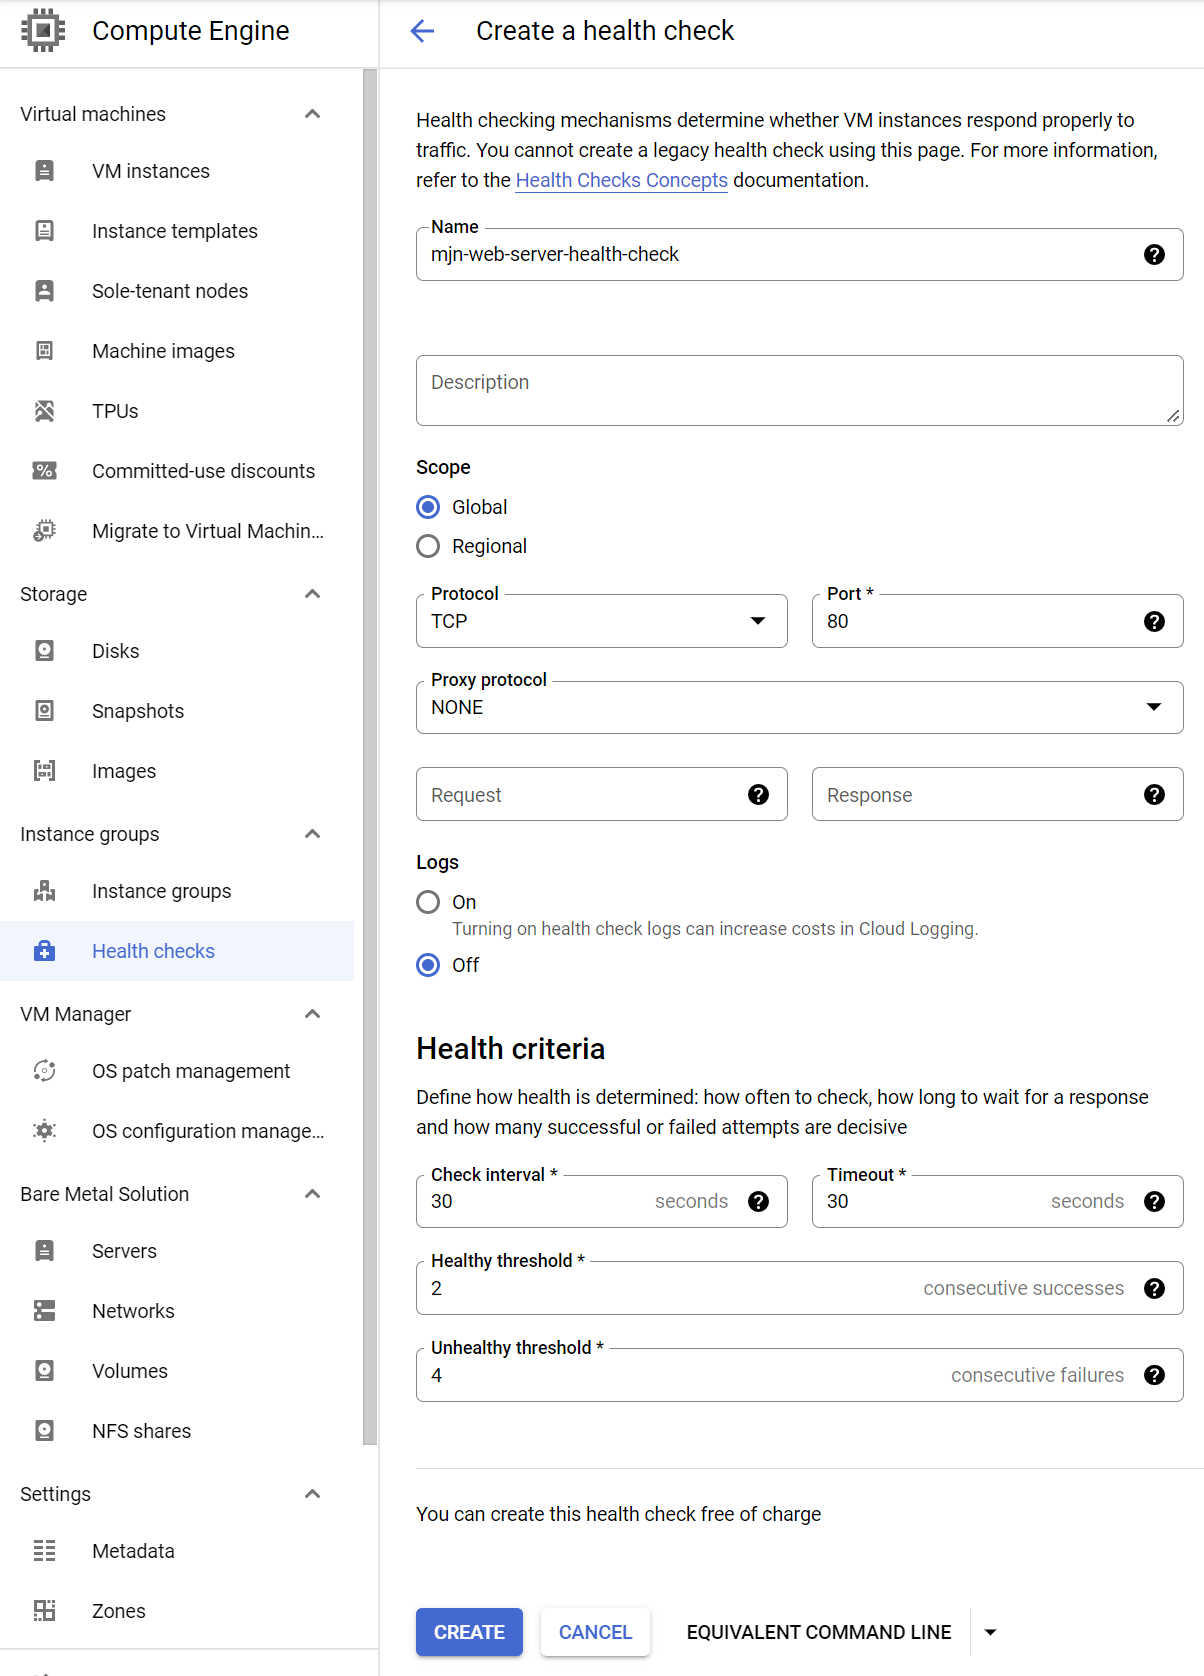 Compute Engine
Virtual machines
VM instances
Instance templates
Sole-tenant nodes
Machine images
TPUs
Committed-use discounts
Migrate to Virtual Machin...
Storage
Disks
Snapshots
Images
Instance groups
Instance groups
Health checks
VM Manager
OS patch management
OS configuration manage...
Bare Metal Solution
Servers
Networks
Volumes
NFS shares
Settings
Metadata
Zones
Create a health check
Health checking mechanisms determine whether VM instances respond properly to
traffic. You cannot create a legacy health check using this page. For more information,
refer to the Health Checks Concepts documentation.
Name
mjn-web-server-health-check
Description
Scope
Global
Regional
Protocol
TCP
Port *
80
Proxy protocol
NONE
Request
Response
Logs
On
Turning on health check logs can increase costs in Cloud Logging.
Off
Health criteria
Define how health is determined: how often to check, how long to wait for a response
and how many successful or failed attempts are decisive
Check interval *
30 seconds
Timeout *
30 seconds
Healthy threshold *
2 consecutive successes
Unhealthy threshold *
4 consecutive failures
You can create this health check free of charge
CREATE
CANCEL
EQUIVALENT COMMAND LINE